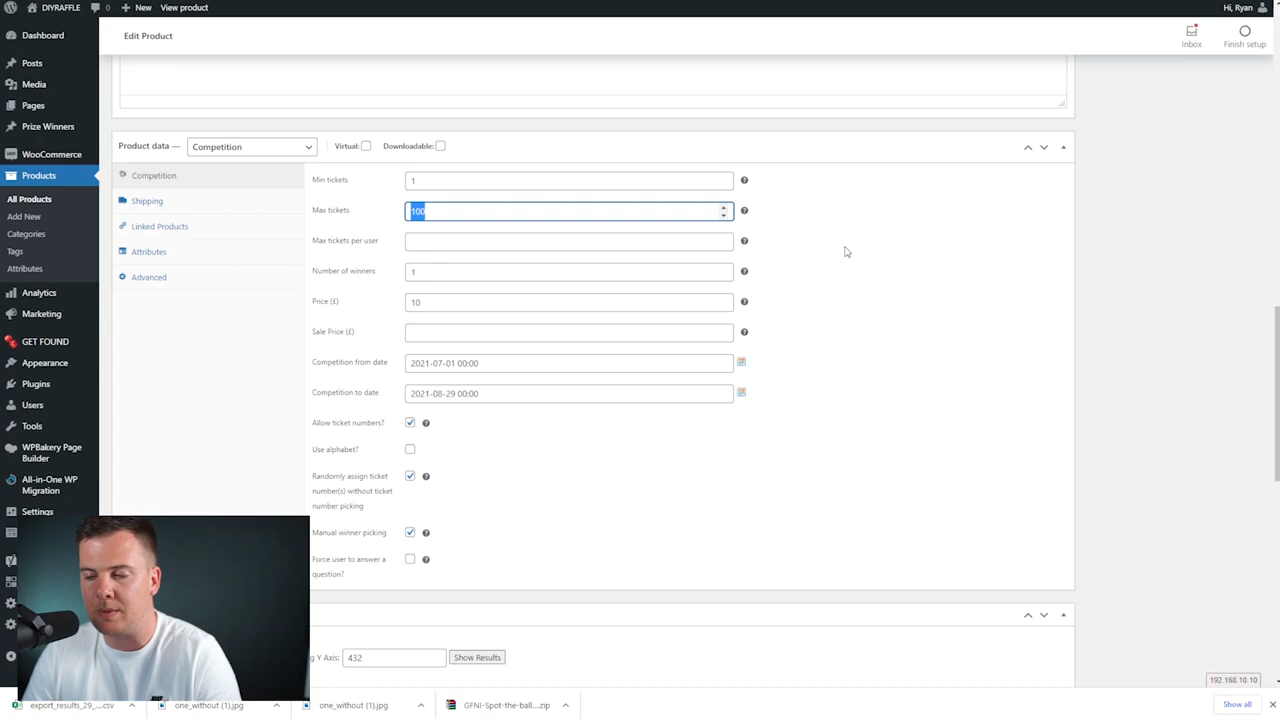 DIYRAFFLE 0 New View product Hi, Ryan
Edit Product
Inbox
Finish setup
Dashboard
Posts
Media
Pages
Prize Winners
WooCommerce
Products
All Products
Add New
Categories
Tags
Attributes
Analytics
Marketing
GET FOUND
Appearance
Plugins
Users
Tools
WPBakery Page
Builder
All-in-One WP
Migration
Settings
Product data — Competition Virtual: Downloadable:
Competition
Shipping
Linked Products
Attributes
Advanced
Min tickets 1
Max tickets 100
Max tickets per user
Number of winners 1
Price (£) 10
Sale Price (£)
Competition from date 2021-07-01 00:00
Competition to date 2021-08-29 00:00
Allow ticket numbers?
Use alphabet?
Randomly assign ticket
number(s) without ticket
number picking
Manual winner picking
Force user to answer a
question?
g Y Axis: 432 Show Results
192.168.10.10
export_results_29_....csv
one_without (1).jpg
one_without (1).jpg
GFNI-Spot-the-ball....zip
Show all